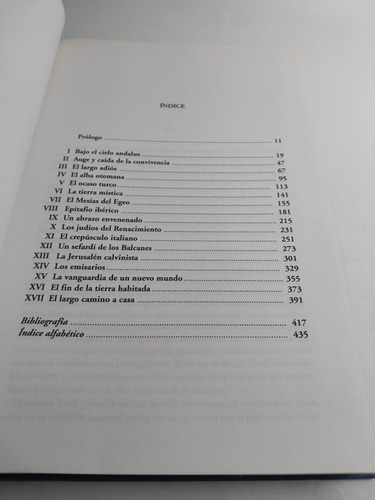 ÍNDICE
Prólogo 11
I Bajo el cielo andaluz 19
II Auge y caída de la convivencia 47
III El largo adiós 67
IV El alba otomana 95
V El ocaso turco 113
VI La tierra mística 141
VII El Mesías del Egeo 155
VIII Epitafio ibérico 181
IX Un abrazo envenenado 215
X Los judíos del Renacimiento 231
XI El crepúsculo italiano 251
XII Un sefardí de los Balcanes 273
XIII La Jerusalén calvinista 301
XIV Los emisarios 329
XV La vanguardia de un nuevo mundo 355
XVI El fin de la tierra habitada 373
XVII El largo camino a casa 391
Bibliografía 417
Índice alfabético 435